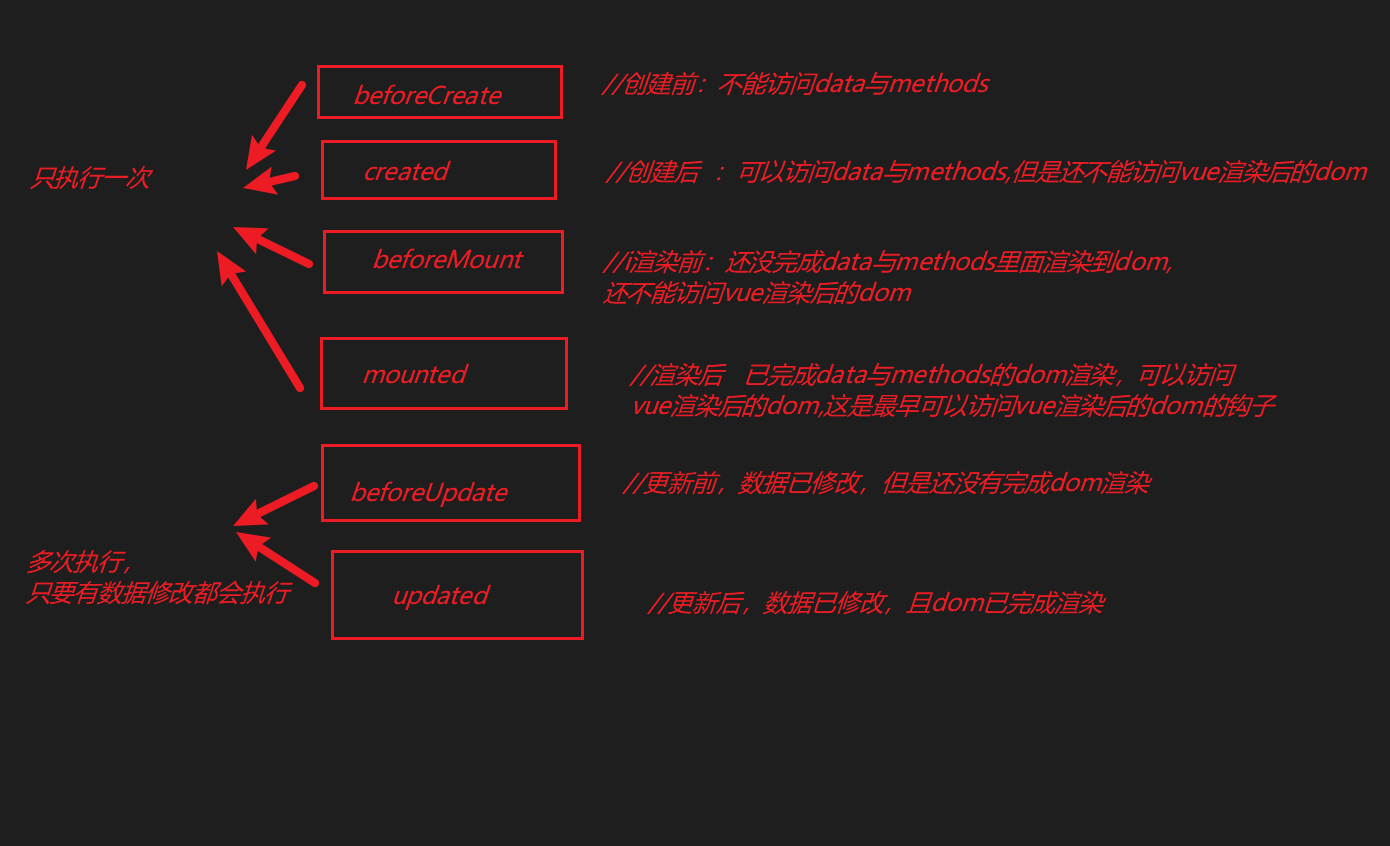 beforeCreate
//创建前：不能访问data与methods
created
//创建后 ：可以访问data与methods,但是还不能访问vue渲染后的dom
只执行一次
beforeMount
//i渲染前：还没完成data与methods里面渲染到dom,
还不能访问vue渲染后的dom
mounted
//渲染后 已完成data与methods的dom渲染，可以访问
vue渲染后的dom,这是最早可以访问vue渲染后的dom的钩子
beforeUpdate
//更新前，数据已修改，但是还没有完成dom渲染
多次执行，
只要有数据修改都会执行
updated
//更新后，数据已修改，且dom已完成渲染